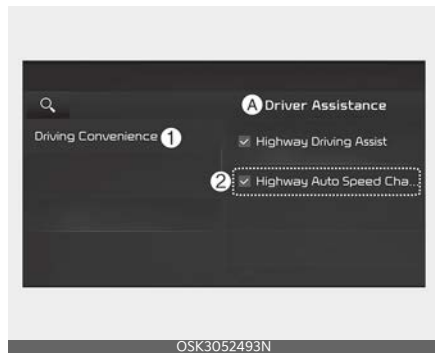 A Driver Assistance
Driving Convenience 1
Highway Driving Assist
2 Highway Auto Speed Cha...
OSK3052493N